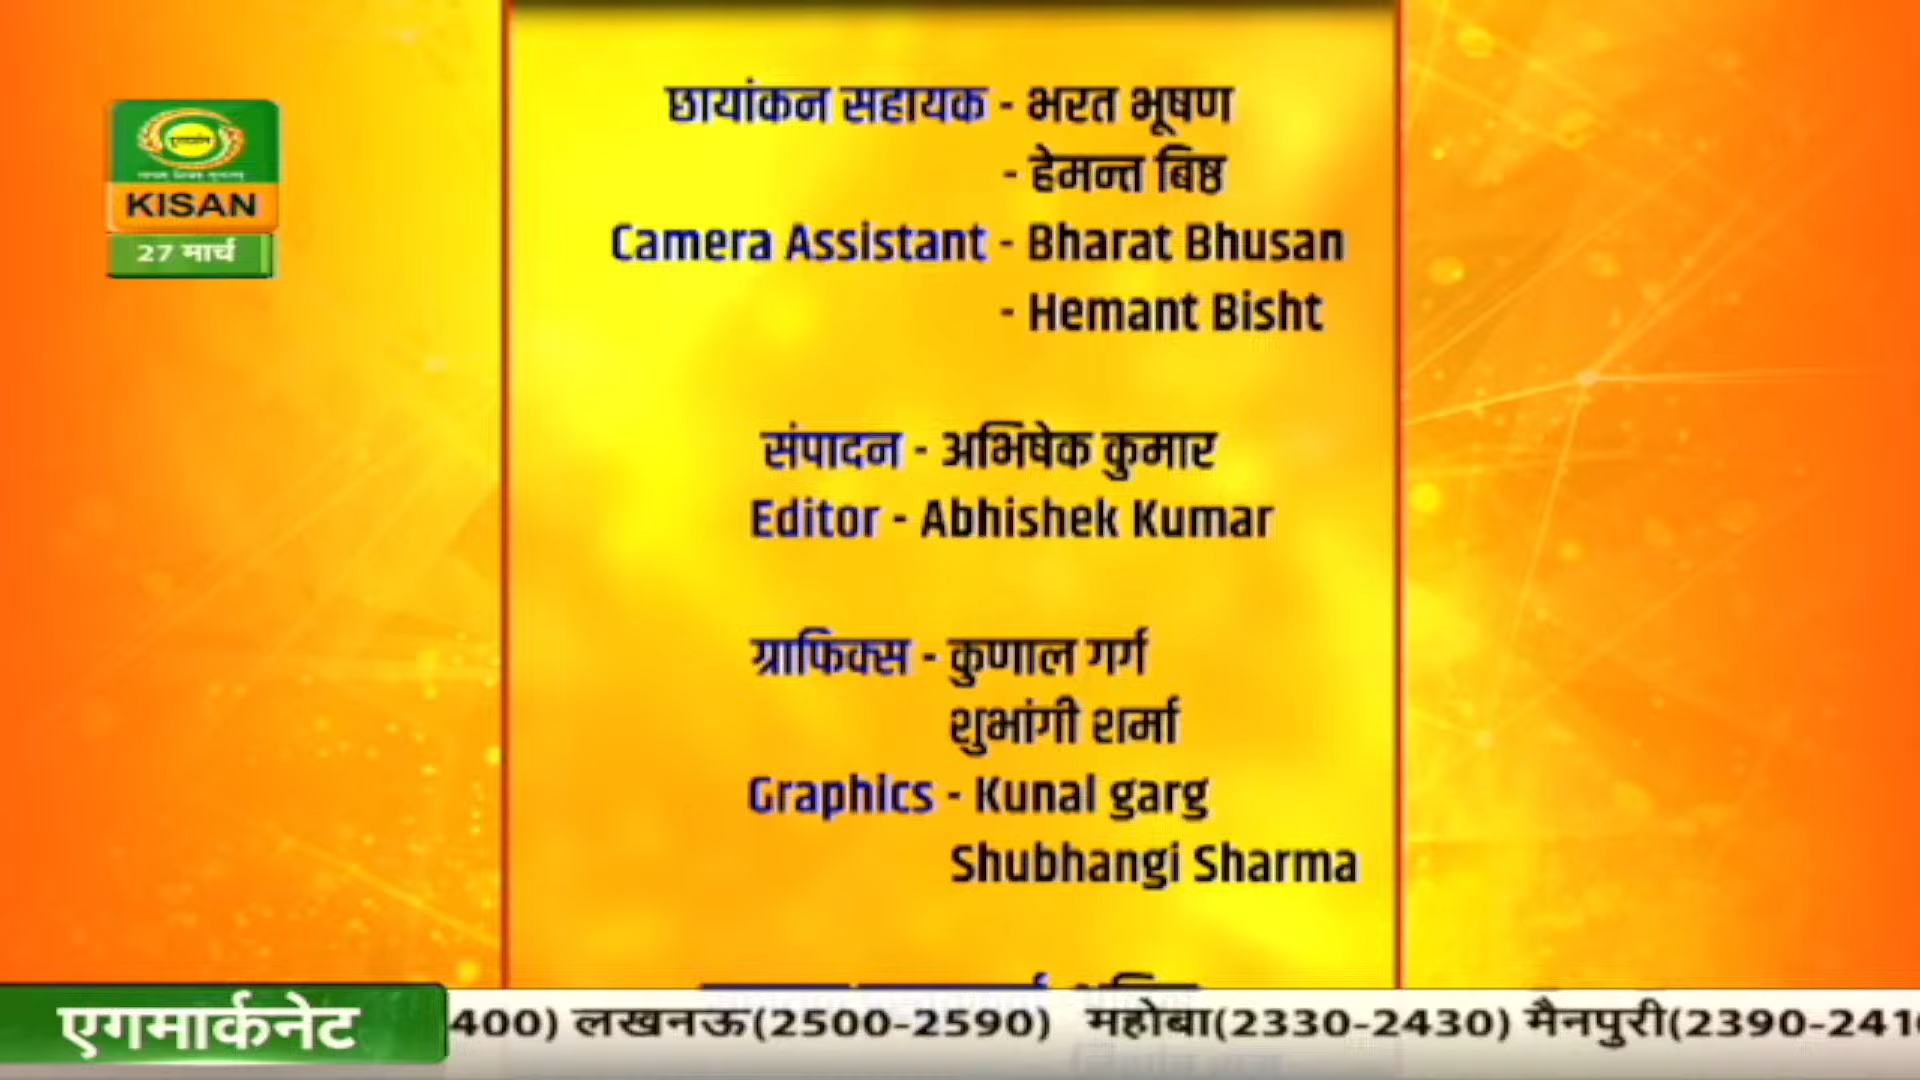 छायांकन सहायक - भरत भूषण
- हेमन्त बिष्ठ
Camera Assistant - Bharat Bhusan
- Hemant Bisht
KISAN
27 मार्च
संपादन - अभिषेक कुमार
Editor - Abhishek Kumar
ग्राफिक्स - कुणाल गर्ग
शुभांगी शर्मा
Graphics - Kunal garg
Shubhangi Sharma
एगमार्कनेट
400) लखनऊ(2500-2590) महोबा(2330-2430) मैनपुरी(2390-241